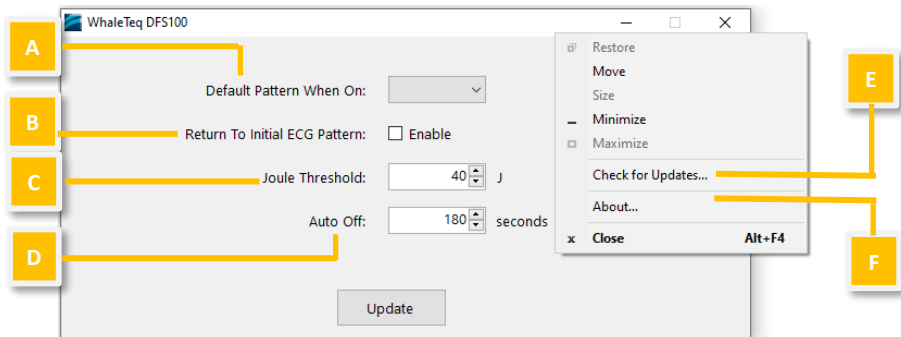 WhaleTeq DFS100
A
Default Pattern When On:
B
Return To Initial ECG Pattern:
Enable
C
Joule Threshold:
40
J
D
Auto Off:
180
seconds
Update
Restore
Move
Size
Minimize
Maximize
Check for Updates...
About...
x Close Alt+F4
E
F